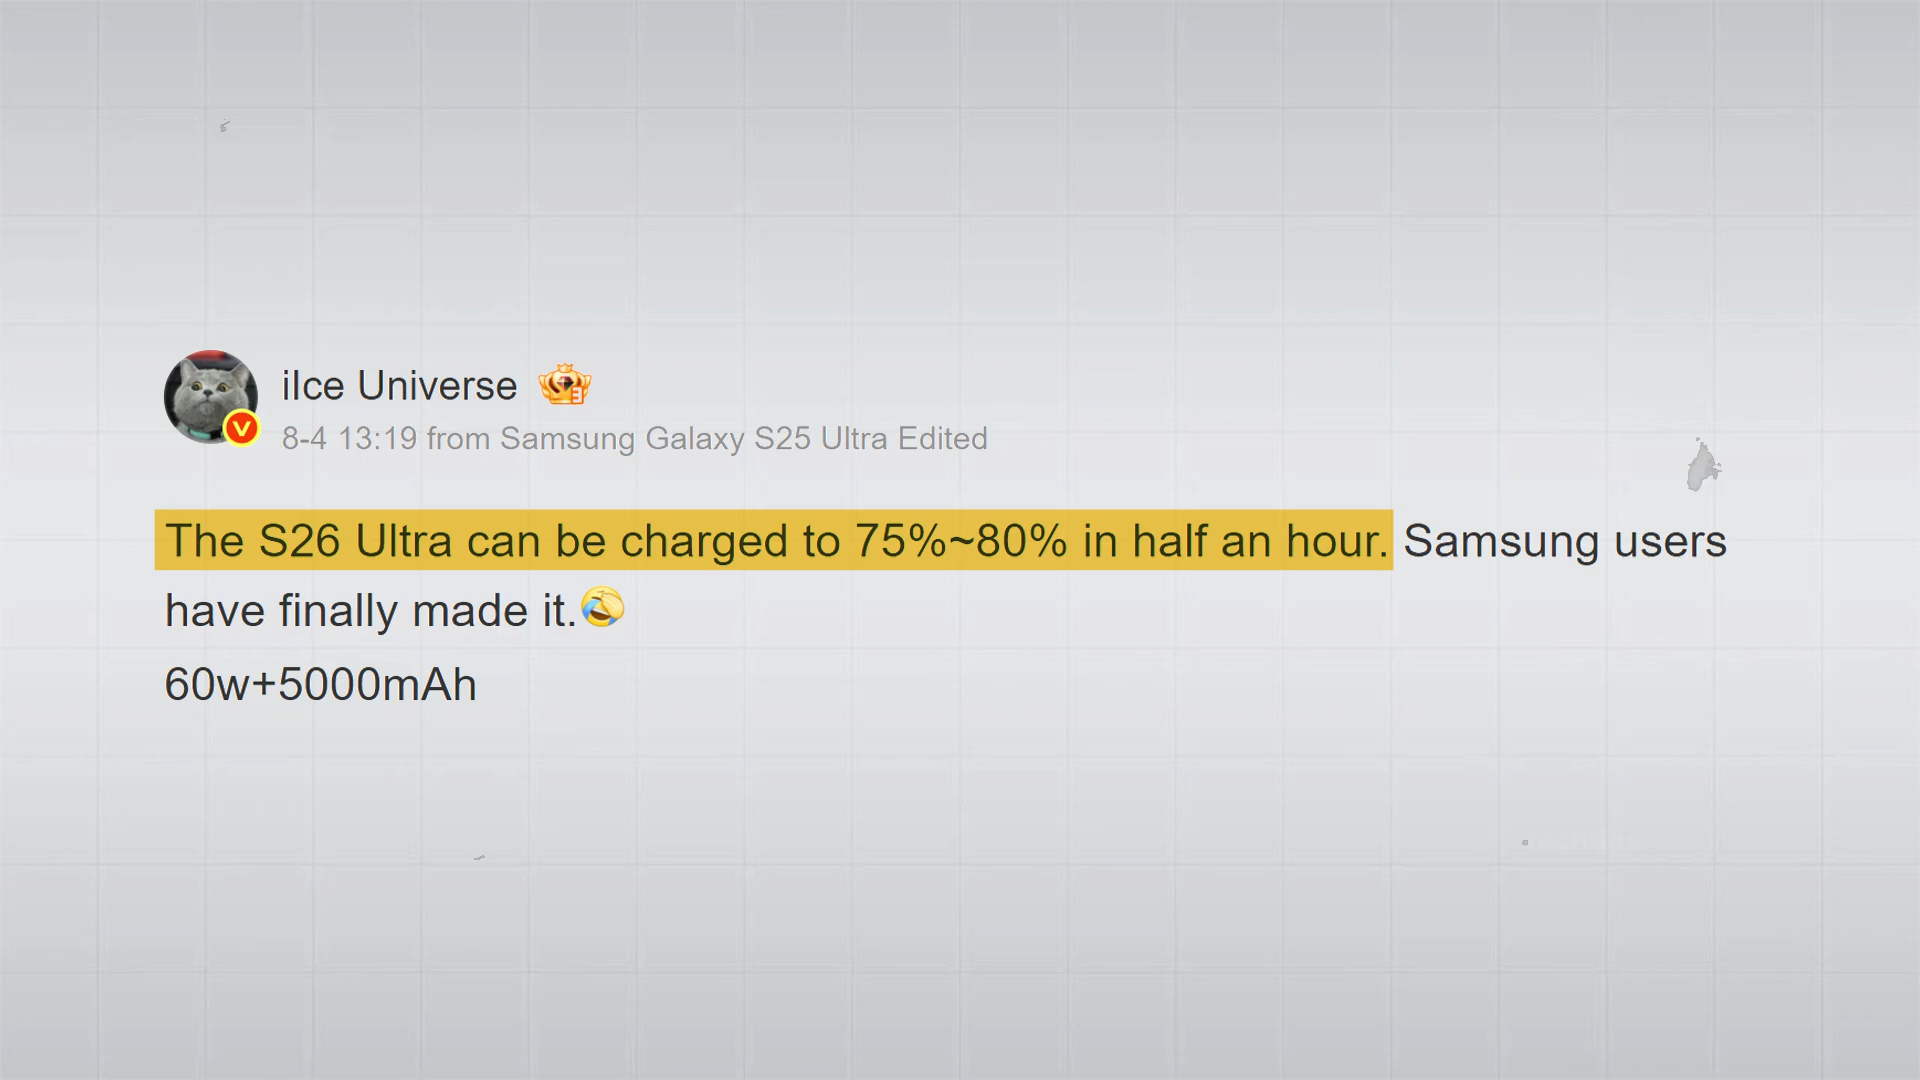 iIce Universe
8-4 13:19 from Samsung Galaxy S25 Ultra Edited
The S26 Ultra can be charged to 75%~80% in half an hour. Samsung users
have finally made it.🤣
60w+5000mAh